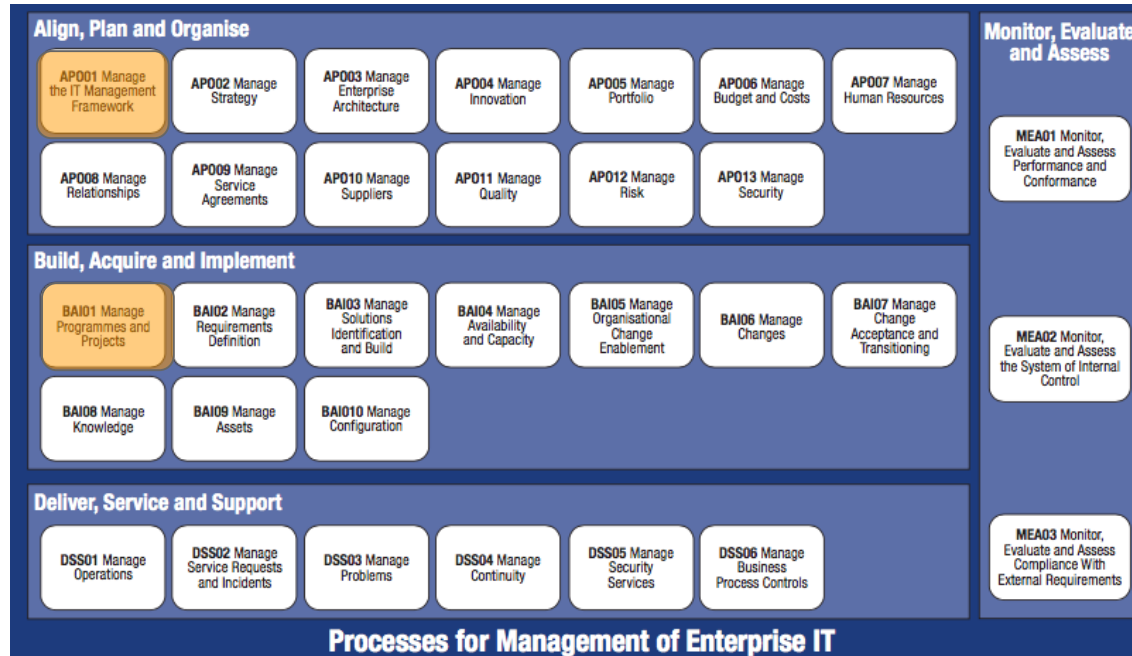 Align, Plan and Organise
APO01 Manage
the IT Management
Framework
APO02 Manage
Strategy
APO03 Manage
Enterprise
Architecture
APO04 Manage
Innovation
APO05 Manage
Portfolio
APO06 Manage
Budget and Costs
APO07 Manage
Human Resources
APO08 Manage
Relationships
APO09 Manage
Service
Agreements
APO10 Manage
Suppliers
APO11 Manage
Quality
APO12 Manage
Risk
APO13 Manage
Security
Build, Acquire and Implement
BAI01 Manage
Programmes and
Projects
BAI02 Manage
Requirements
Definition
BAI03 Manage
Solutions
Identification
and Build
BAI04 Manage
Availability
and Capacity
BAI05 Manage
Organisational
Change
Enablement
BAI06 Manage
Changes
BAI07 Manage
Change
Acceptance and
Transitioning
BAI08 Manage
Knowledge
BAI09 Manage
Assets
BAI010 Manage
Configuration
Deliver, Service and Support
DSS01 Manage
Operations
DSS02 Manage
Service Requests
and Incidents
DSS03 Manage
Problems
DSS04 Manage
Continuity
DSS05 Manage
Security
Services
DSS06 Manage
Business
Process Controls
Monitor, Evaluate
and Assess
MEA01 Monitor,
Evaluate and Assess
Performance and
Conformance
MEA02 Monitor,
Evaluate and Assess
the System of Internal
Control
MEA03 Monitor,
Evaluate and Assess
Compliance With
External Requirements
Processes for Management of Enterprise IT